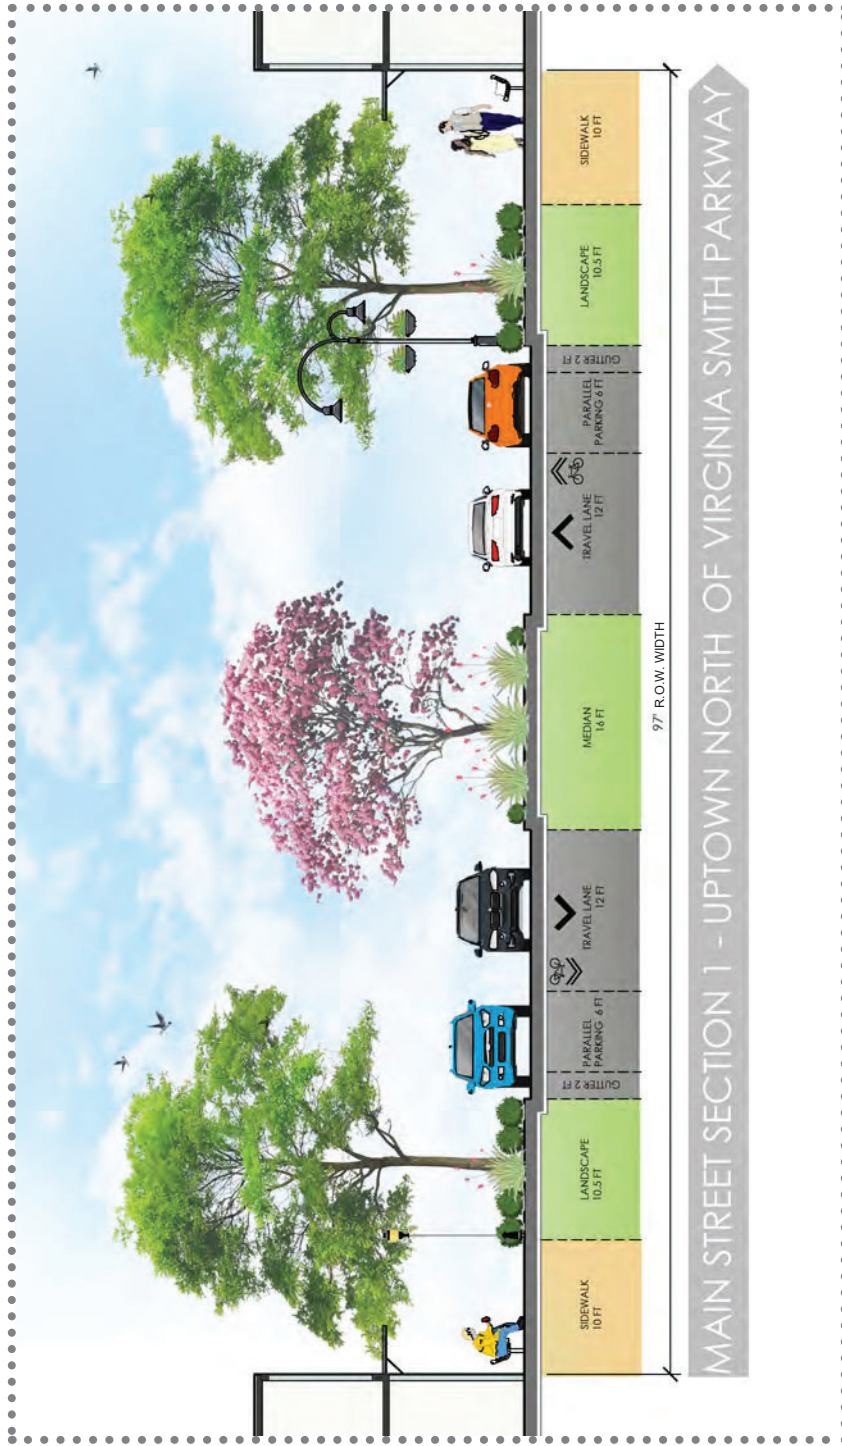 SIDEWALK
10 FT
LANDSCAPE
10.5 FT
GUTTER 2 FT
PARALLEL
PARKING 6 FT
TRAVEL LANE
12 FT
MEDIAN
16 FT
TRAVEL LANE
12 FT
PARALLEL
PARKING 6 FT
GUTTER 2 FT
LANDSCAPE
10.5 FT
SIDEWALK
10 FT
97' R.O.W. WIDTH
MAIN STREET SECTION 1 - UPTOWN NORTH OF VIRGINIA SMITH PARKWAY